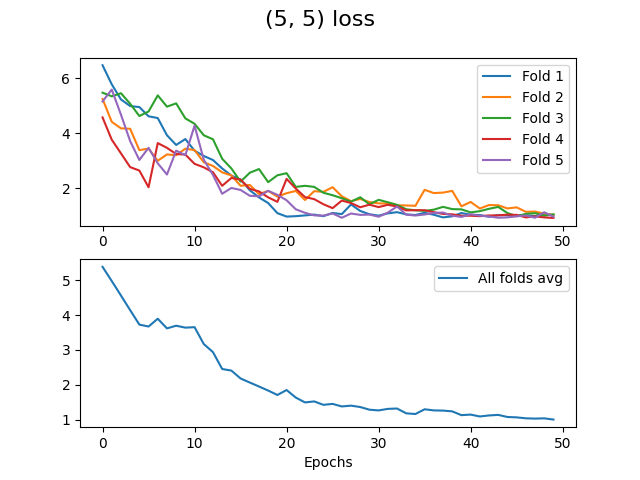 (5, 5) loss
6
4
2
Fold 1
Fold 2
Fold 3
Fold 4
Fold 5
0 10 20 30 40 50
5
4
3
2
1
All folds avg
0 10 20 30 40 50
Epochs